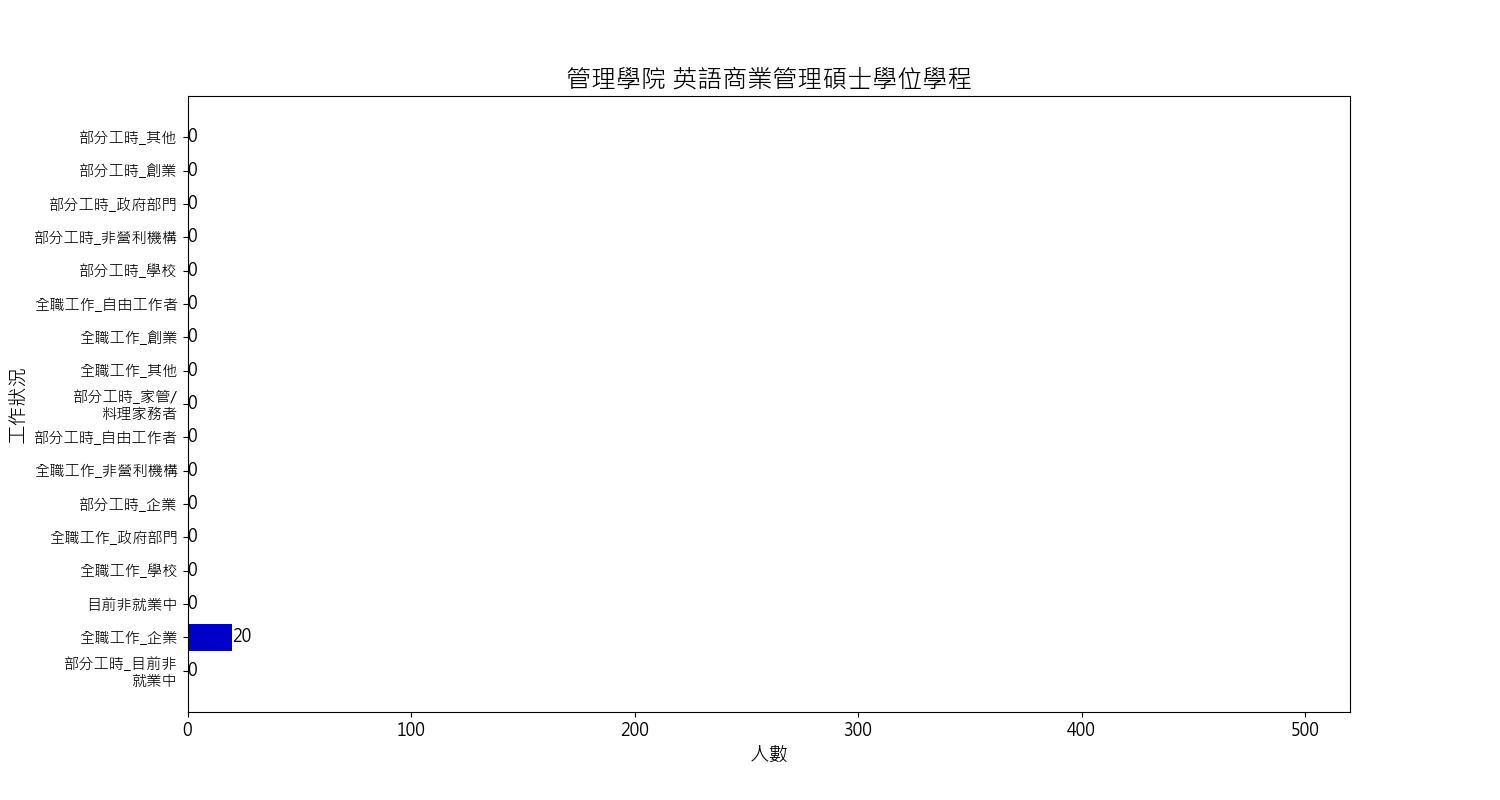 管理學院 英語商業管理碩士學位學程
部分工時_其他 0
部分工時_創業 0
部分工時_政府部門 0
部分工時_非營利機構 0
部分工時_學校 0
全職工作_自由工作者 0
全職工作_創業 0
全職工作_其他 0
部分工時_家管/
料理家務者 0
部分工時_自由工作者 0
全職工作_非營利機構 0
部分工時_企業 0
全職工作_政府部門 0
全職工作_學校 0
目前非就業中 0
全職工作_企業 20
部分工時_目前非
就業中 0
工作狀況
0 100 200 300 400 500
人數